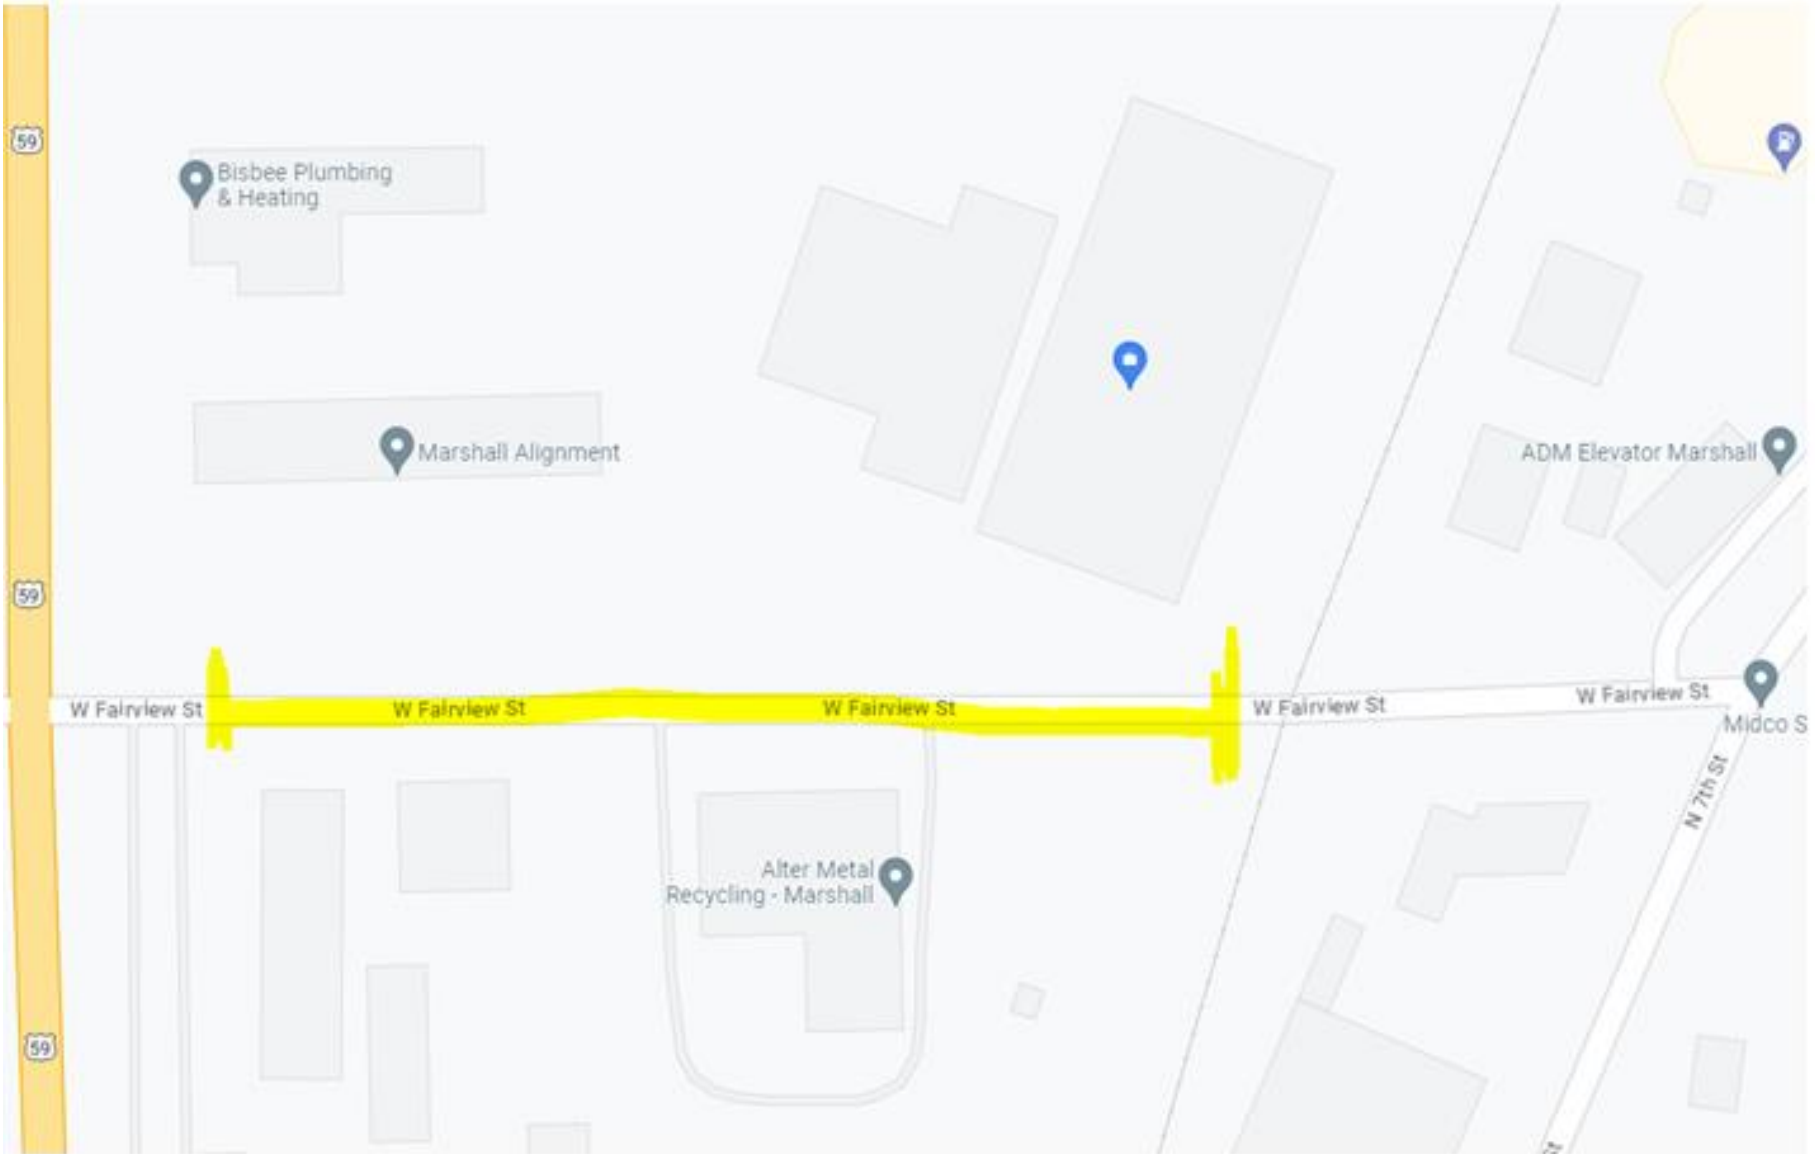 59
Bisbee Plumbing
& Heating
Marshall Alignment
ADM Elevator Marshall
59
W Fairview St
W Fairview St
W Fairview St
W Fairview St
W Fairview St
Midco S
N 7th St
Alter Metal
Recycling - Marshall
59
St